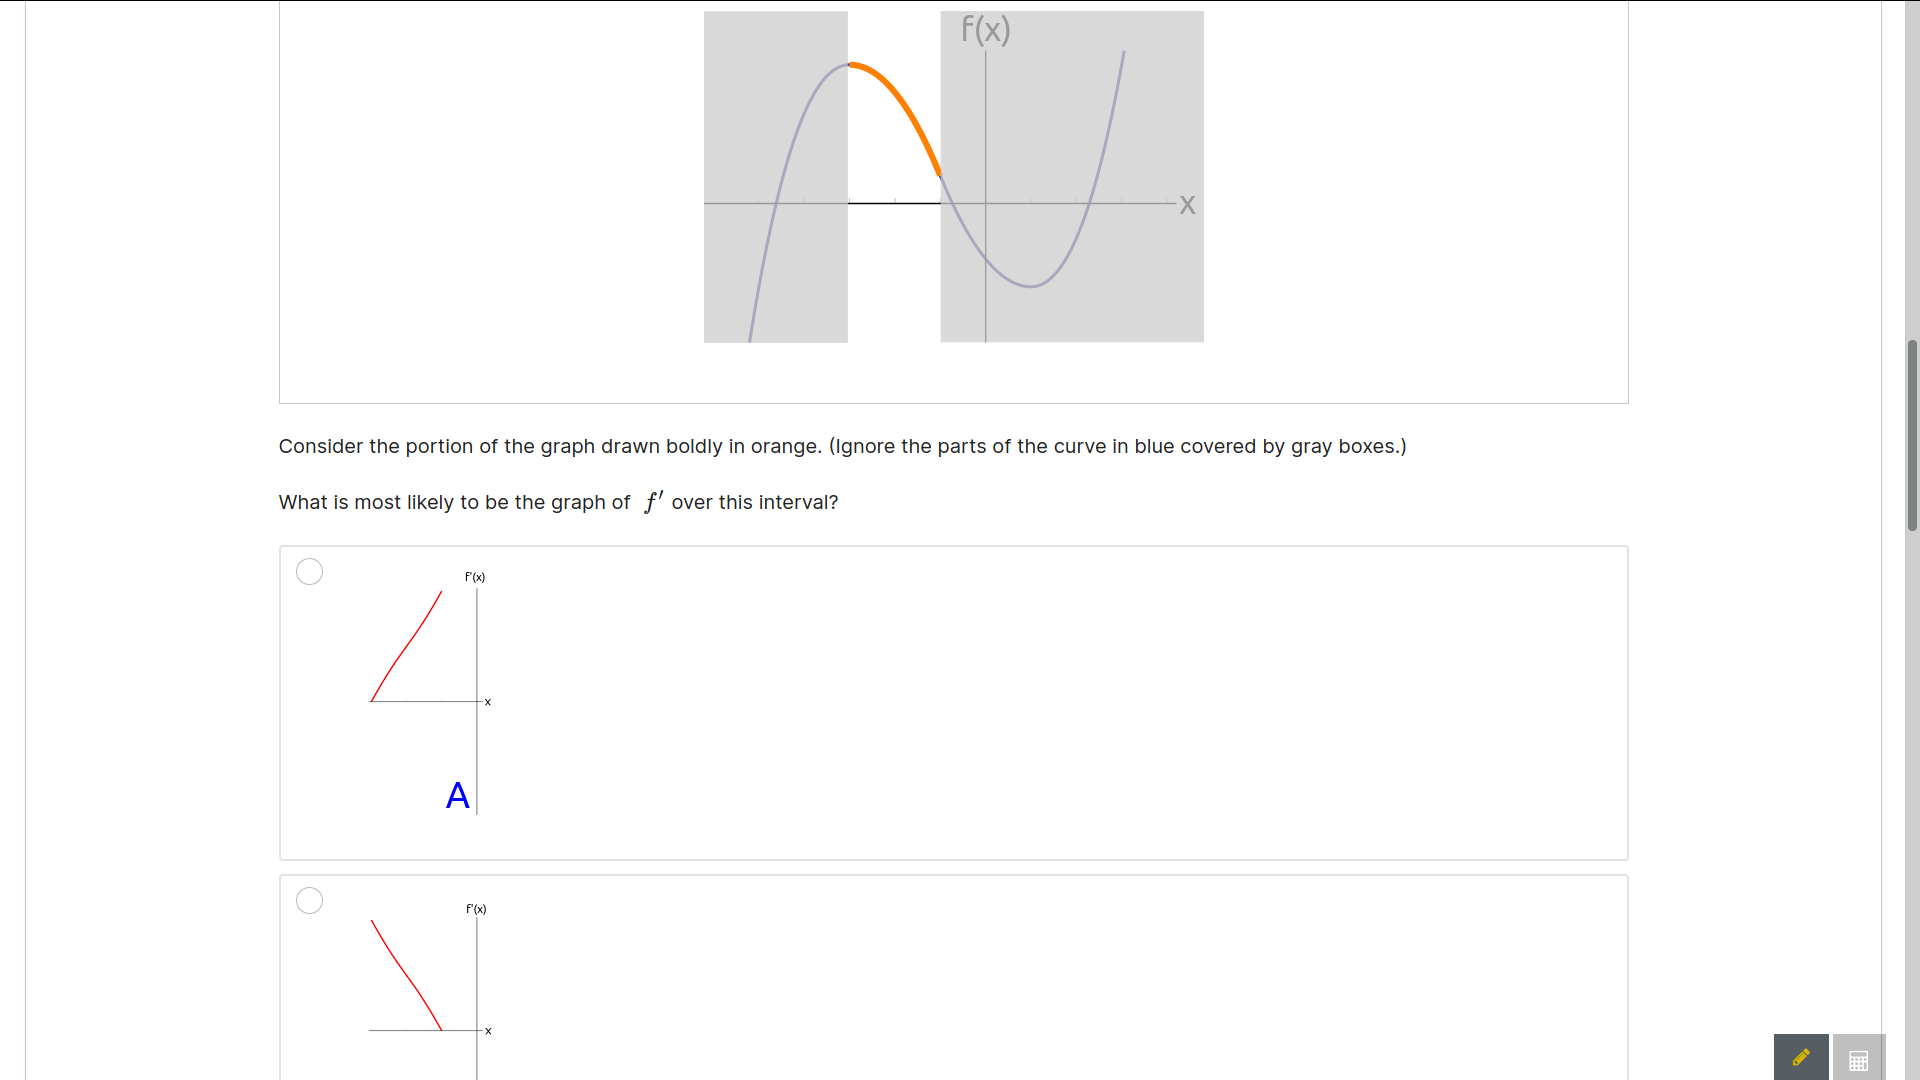 f(x)
x
Consider the portion of the graph drawn boldly in orange. (Ignore the parts of the curve in blue covered by gray boxes.)
What is most likely to be the graph of f′ over this interval?
f'(x)
x
A
f'(x)
x